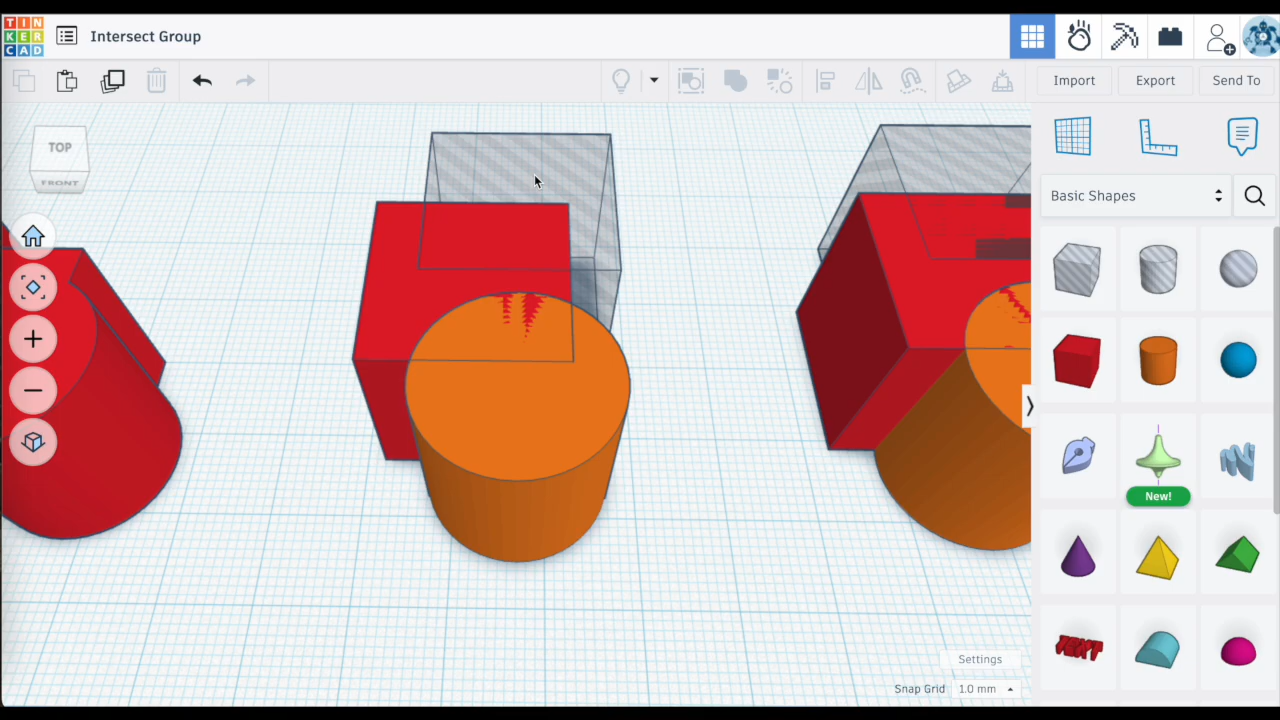 TIN
KER
CAD
Intersect Group
Import
Export
Send To
TOP
FRONT
Basic Shapes
New!
TEXT
Settings
Snap Grid 1.0 mm